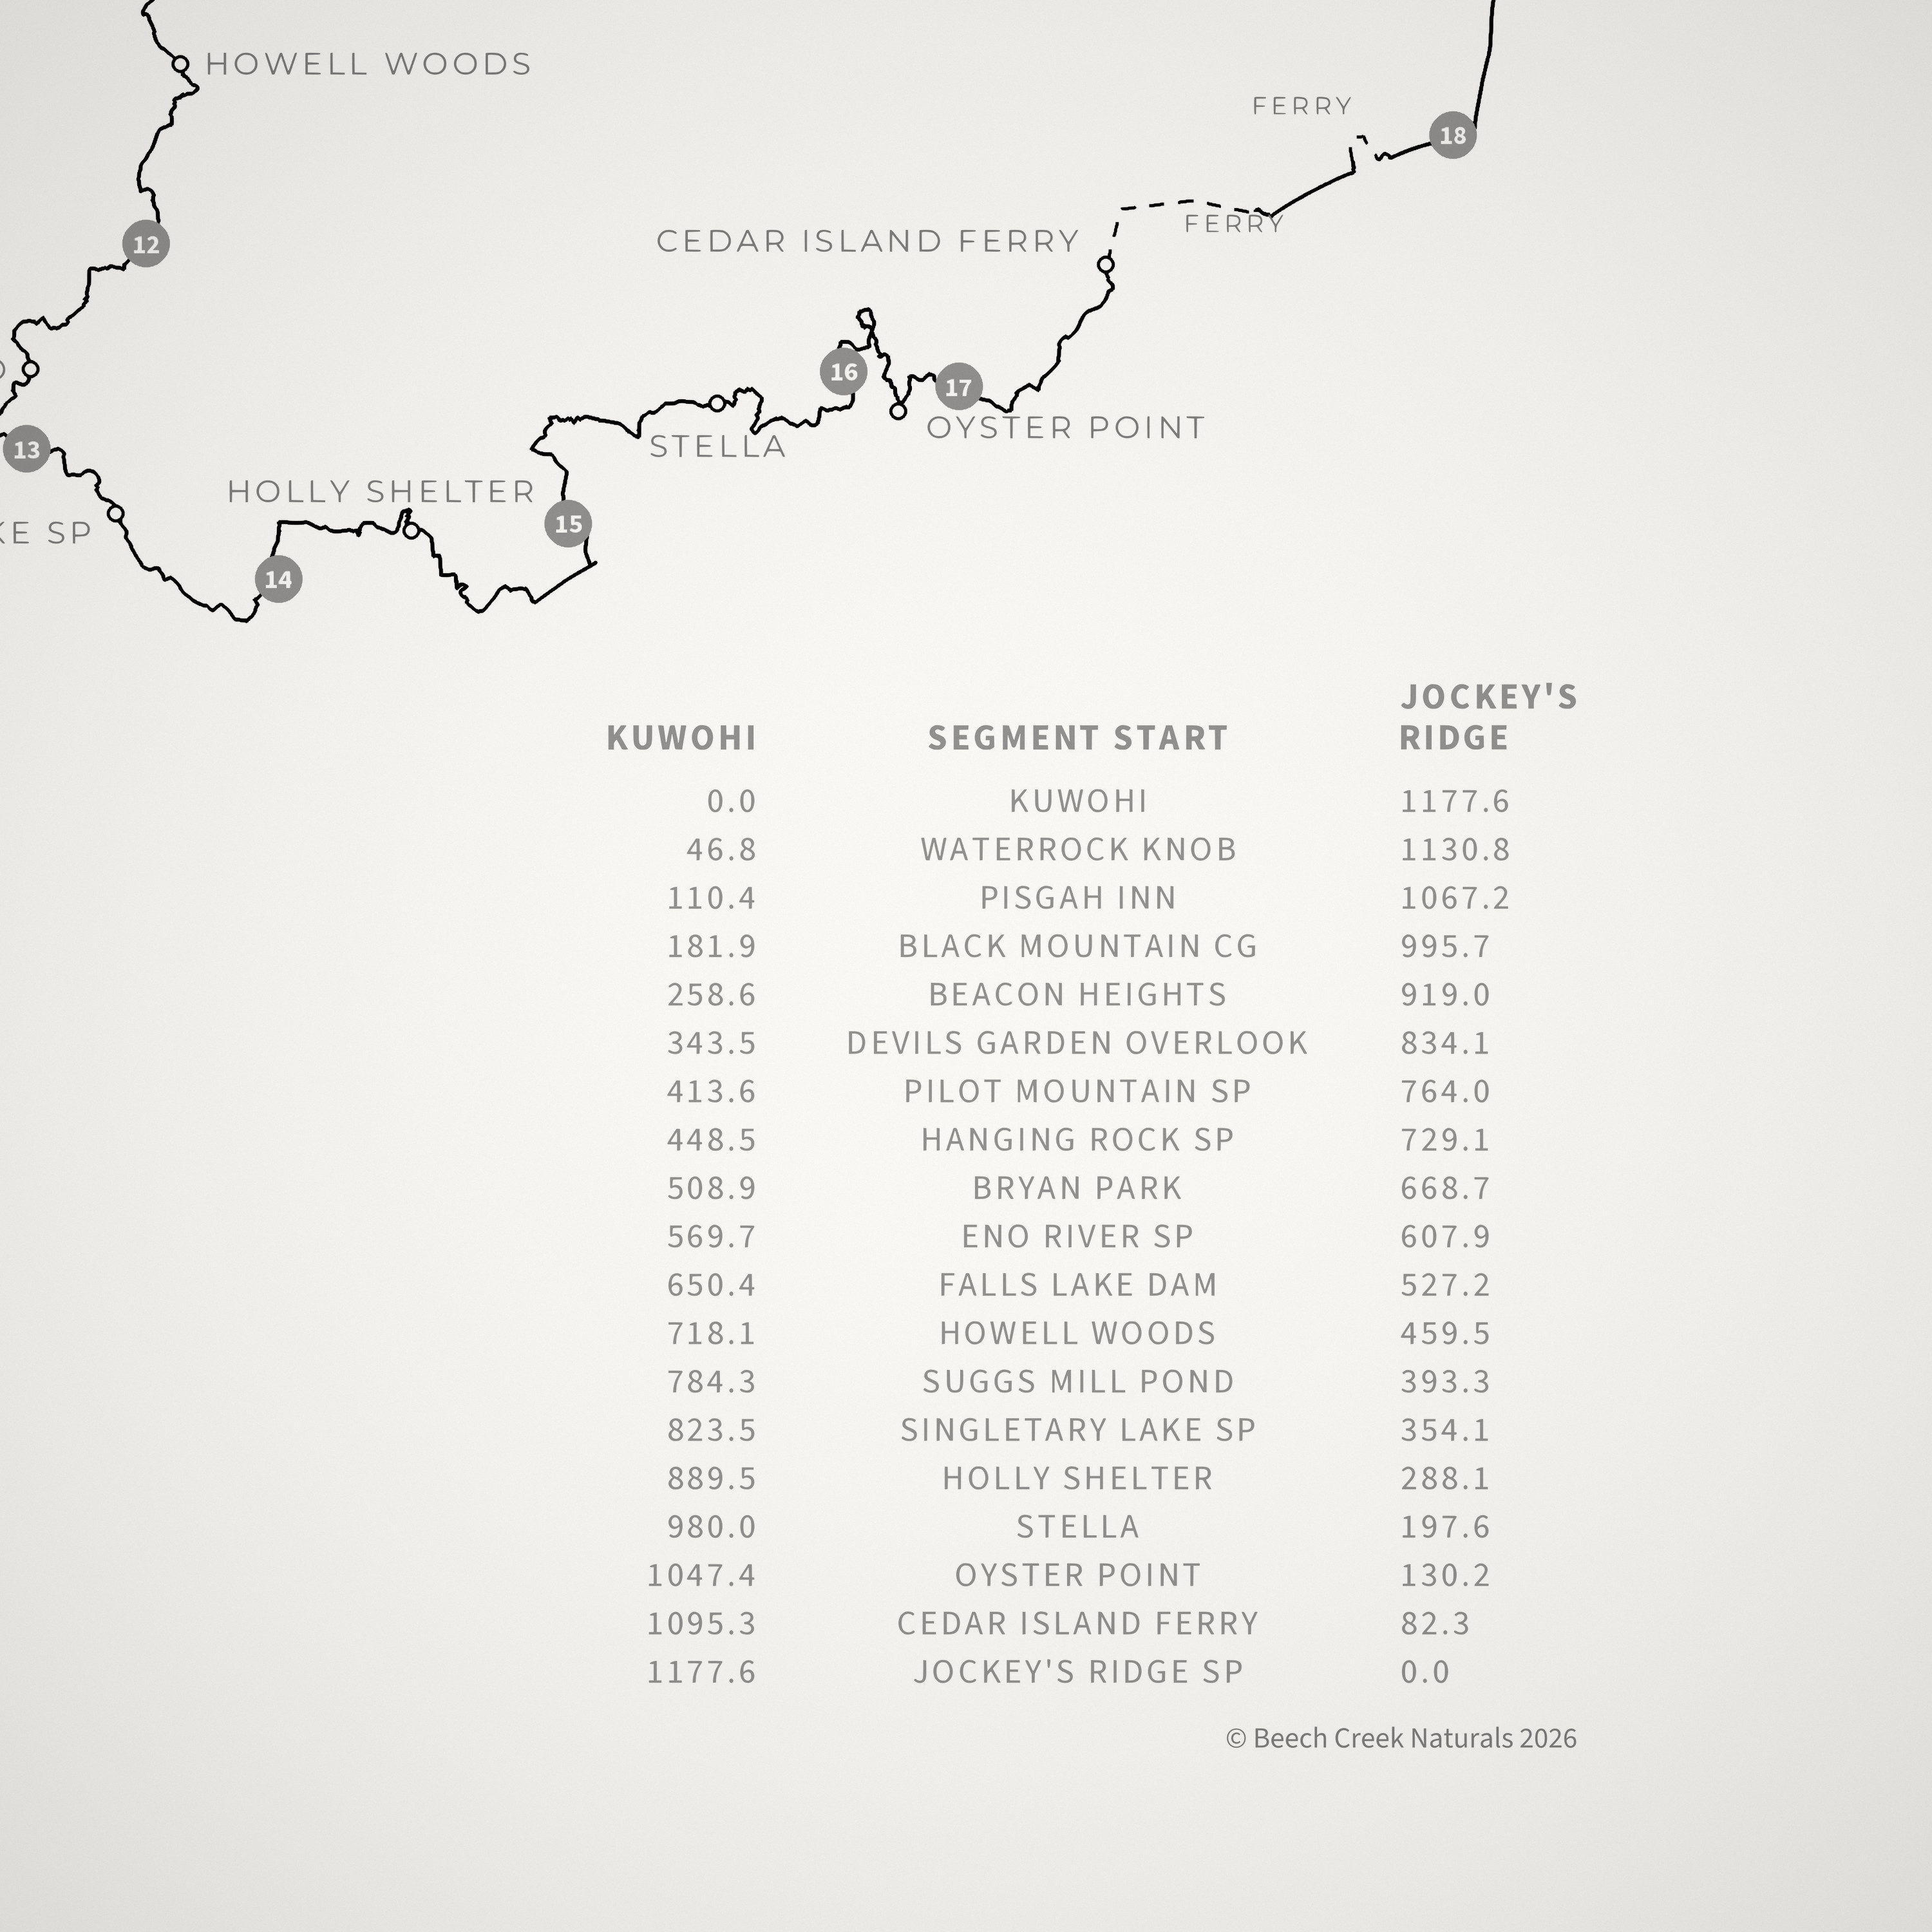 HOWELL WOODS
FERRY
18
12
CEDAR ISLAND FERRY
FERRY
16
17
OYSTER POINT
STELLA
13
HOLLY SHELTER
KE SP
15
14
KUWOHI SEGMENT START JOCKEY'S RIDGE
0.0 KUWOHI 1177.6
46.8 WATERROCK KNOB 1130.8
110.4 PISGAH INN 1067.2
181.9 BLACK MOUNTAIN CG 995.7
258.6 BEACON HEIGHTS 919.0
343.5 DEVILS GARDEN OVERLOOK 834.1
413.6 PILOT MOUNTAIN SP 764.0
448.5 HANGING ROCK SP 729.1
508.9 BRYAN PARK 668.7
569.7 ENO RIVER SP 607.9
650.4 FALLS LAKE DAM 527.2
718.1 HOWELL WOODS 459.5
784.3 SUGGS MILL POND 393.3
823.5 SINGLETARY LAKE SP 354.1
889.5 HOLLY SHELTER 288.1
980.0 STELLA 197.6
1047.4 OYSTER POINT 130.2
1095.3 CEDAR ISLAND FERRY 82.3
1177.6 JOCKEY'S RIDGE SP 0.0
© Beech Creek Naturals 2026